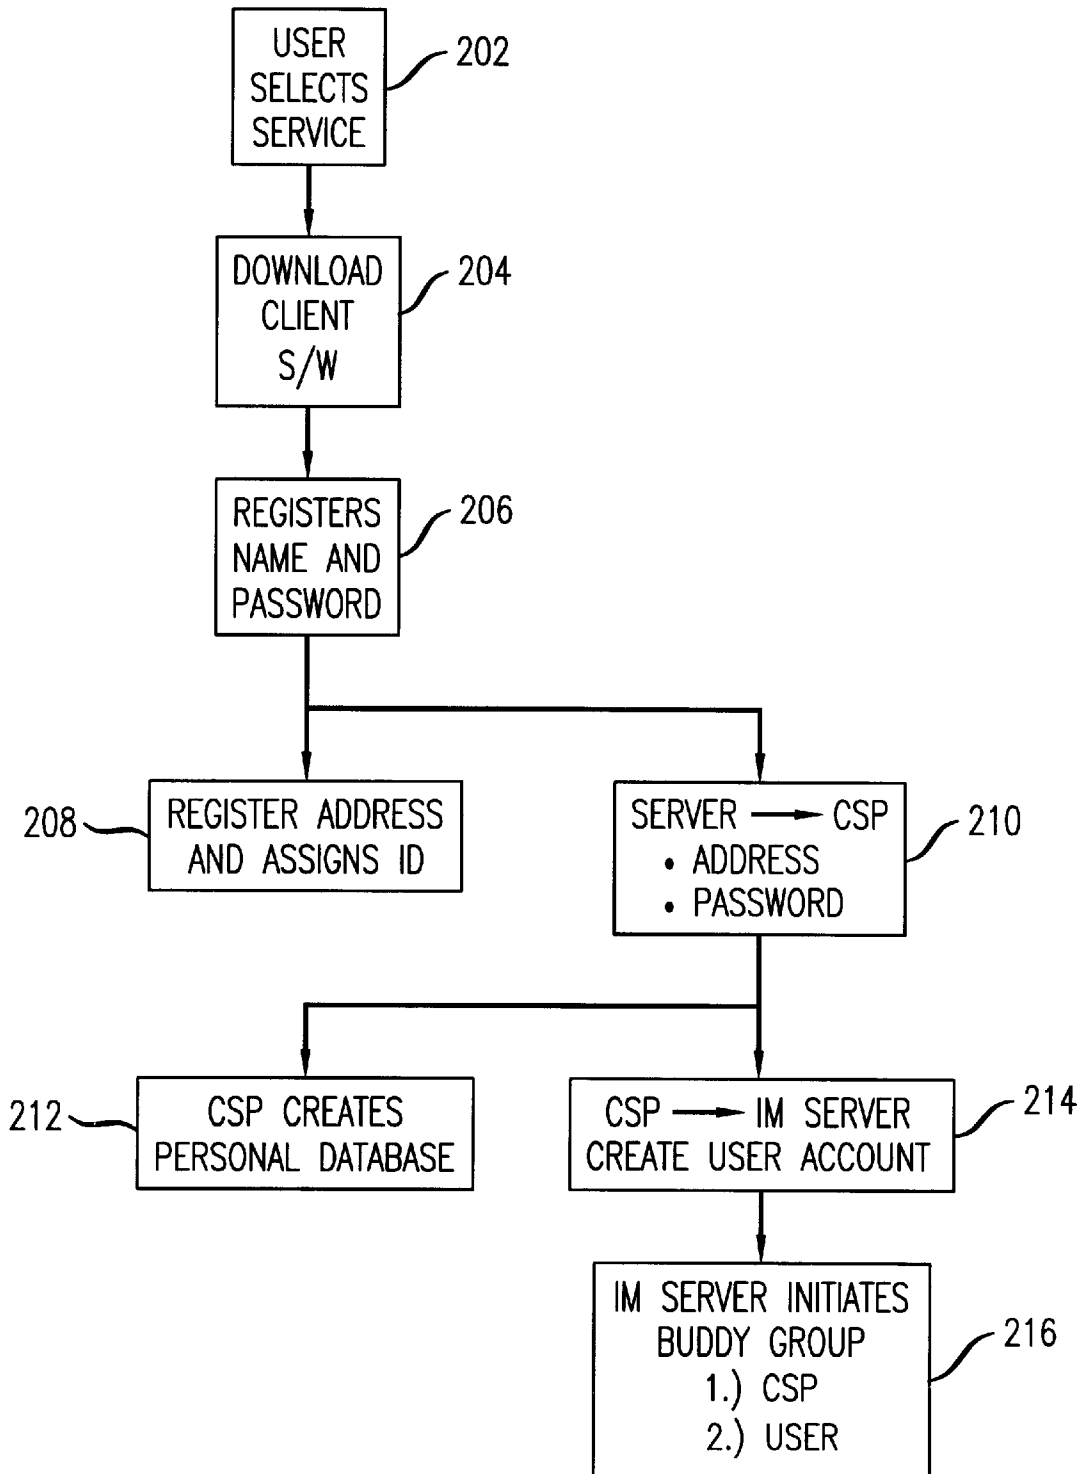 USER
SELECTS
SERVICE
202
DOWNLOAD
CLIENT
S/W
204
REGISTERS
NAME AND
PASSWORD
206
208
REGISTER ADDRESS
AND ASSIGNS ID
SERVER → CSP
• ADDRESS
• PASSWORD
210
212
CSP CREATES
PERSONAL DATABASE
CSP → IM SERVER
CREATE USER ACCOUNT
214
IM SERVER INITIATES
BUDDY GROUP
1.) CSP
2.) USER
216